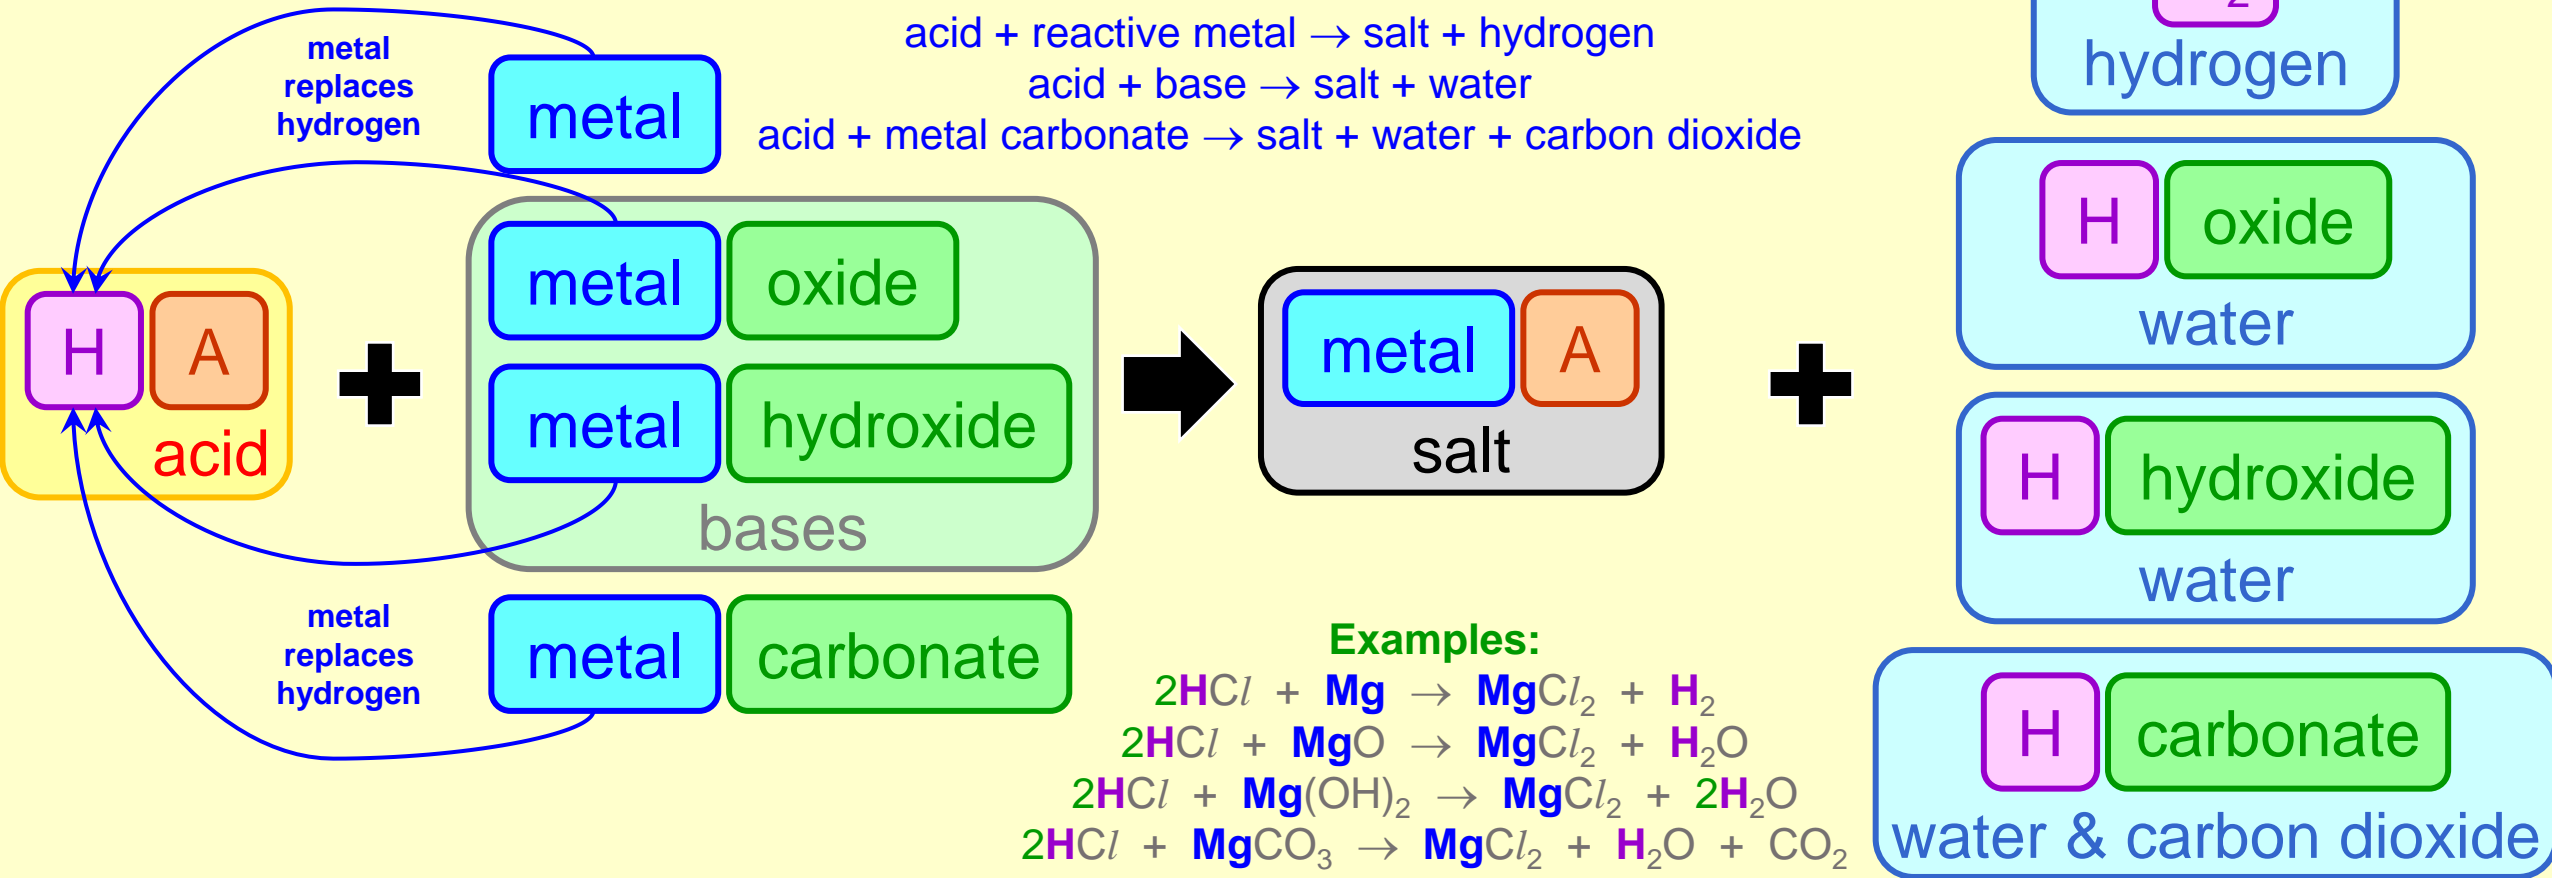 metal
replaces
hydrogen
metal
acid + reactive metal → salt + hydrogen
acid + base → salt + water
acid + metal carbonate → salt + water + carbon dioxide
2
hydrogen
H A
acid
metal oxide
metal hydroxide
bases
metal
replaces
hydrogen
metal carbonate
metal A
salt
H oxide
water
H hydroxide
water
H carbonate
water & carbon dioxide
Examples:
2HCl + Mg → MgCl₂ + H₂
2HCl + MgO → MgCl₂ + H₂O
2HCl + Mg(OH)₂ → MgCl₂ + 2H₂O
2HCl + MgCO₃ → MgCl₂ + H₂O + CO₂